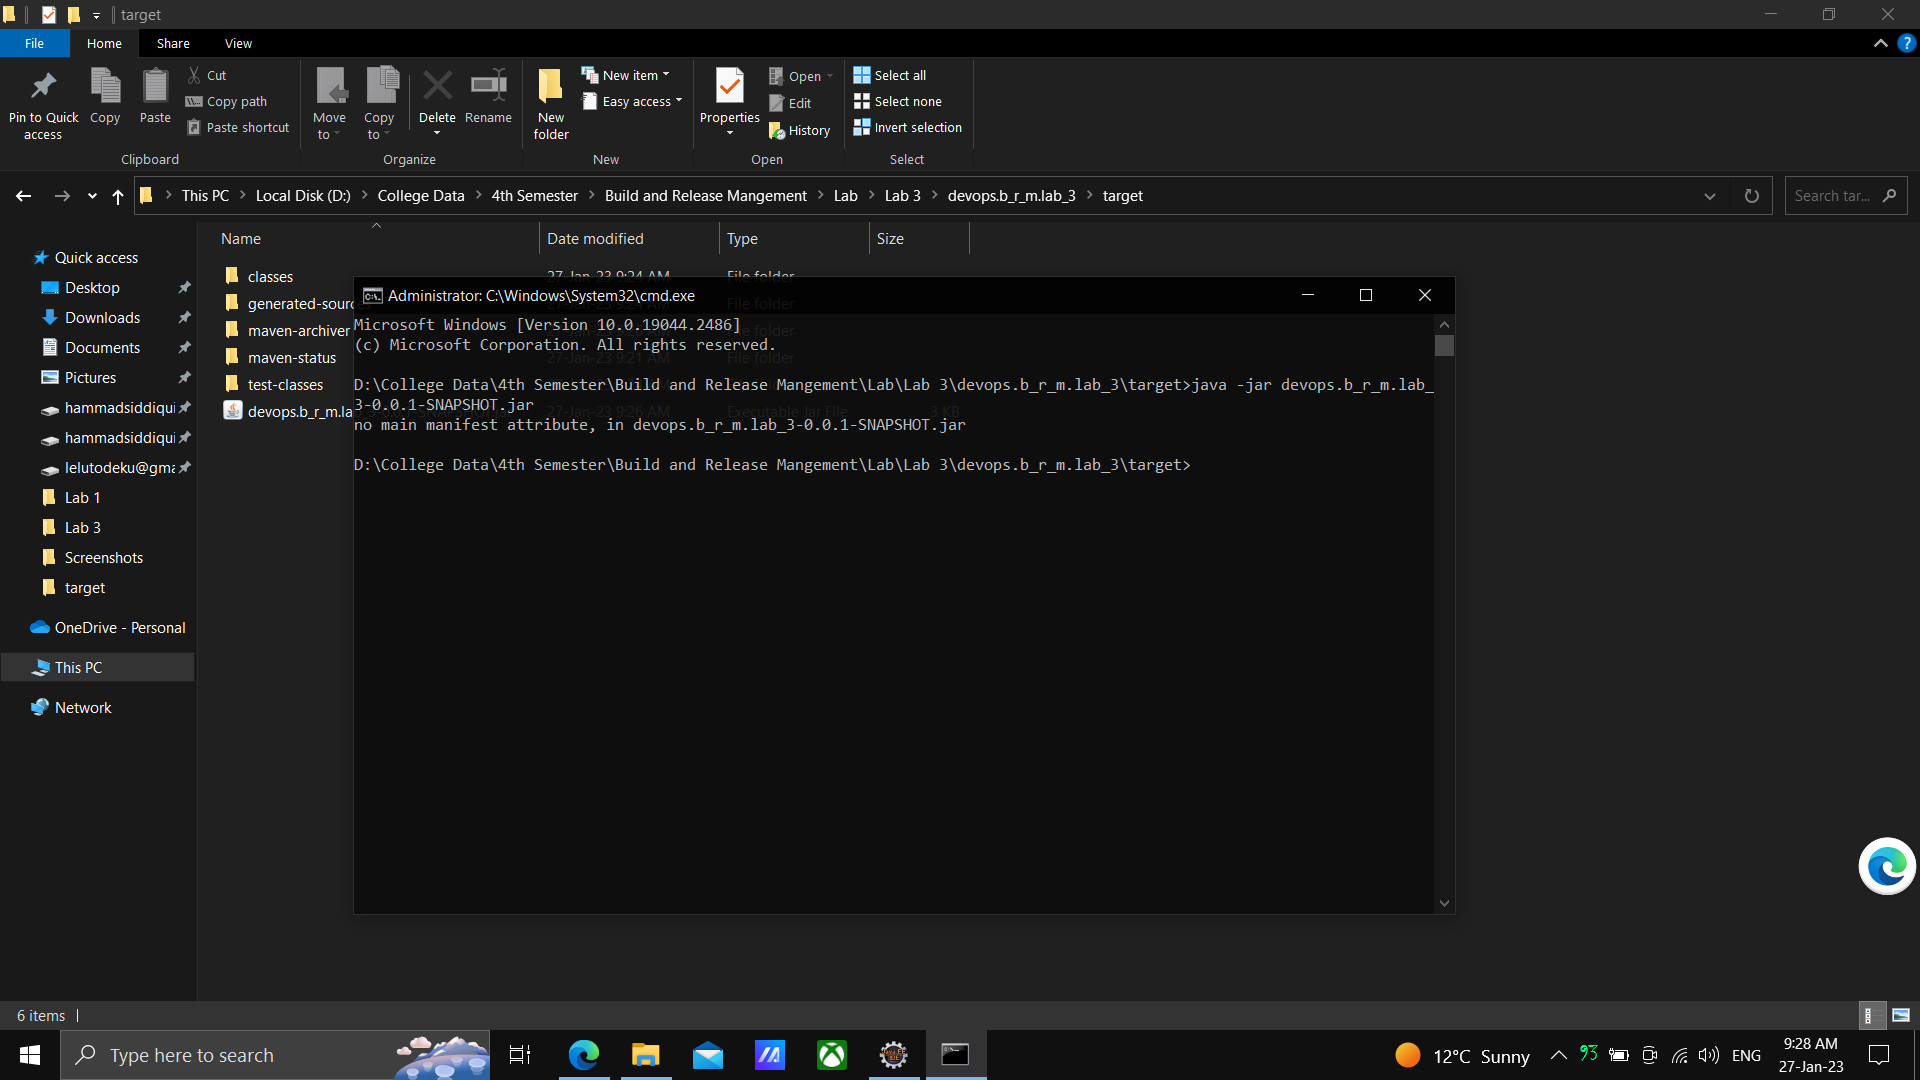 target
File
Home
Share
View
Pin to Quick access
Copy
Paste
Cut
Copy path
Paste shortcut
Clipboard
Move to
Copy to
Delete
Rename
Organize
New folder
New item
Easy access
New
Properties
Open
Edit
History
Open
Select all
Select none
Invert selection
Select
This PC
Local Disk (D:)
College Data
4th Semester
Build and Release Mangement
Lab
Lab 3
devops.b_r_m.lab_3
target
Search tar...
Name
Date modified
Type
Size
Quick access
Desktop
Downloads
Documents
Pictures
hammadsiddiqui
hammadsiddiqui
lelutodeku@gma
Lab 1
Lab 3
Screenshots
target
OneDrive - Personal
This PC
Network
classes
27-Jan-23 9:24 AM
File folder
generated-sourc
File folder
maven-archiver
File folder
maven-status
27-Jan-23 9:21 AM
File folder
test-classes
devops.b_r_m.la
27-Jan-23 9:26 AM
Executable Jar File
3 KB
Administrator: C:\Windows\System32\cmd.exe
Microsoft Windows [Version 10.0.19044.2486]
(c) Microsoft Corporation. All rights reserved.
D:\College Data\4th Semester\Build and Release Mangement\Lab\Lab 3\devops.b_r_m.lab_3\target>java -jar devops.b_r_m.lab_
3-0.0.1-SNAPSHOT.jar
no main manifest attribute, in devops.b_r_m.lab_3-0.0.1-SNAPSHOT.jar
D:\College Data\4th Semester\Build and Release Mangement\Lab\Lab 3\devops.b_r_m.lab_3\target>
6 items
Type here to search
12°C Sunny
93
ENG
9:28 AM
27-Jan-23